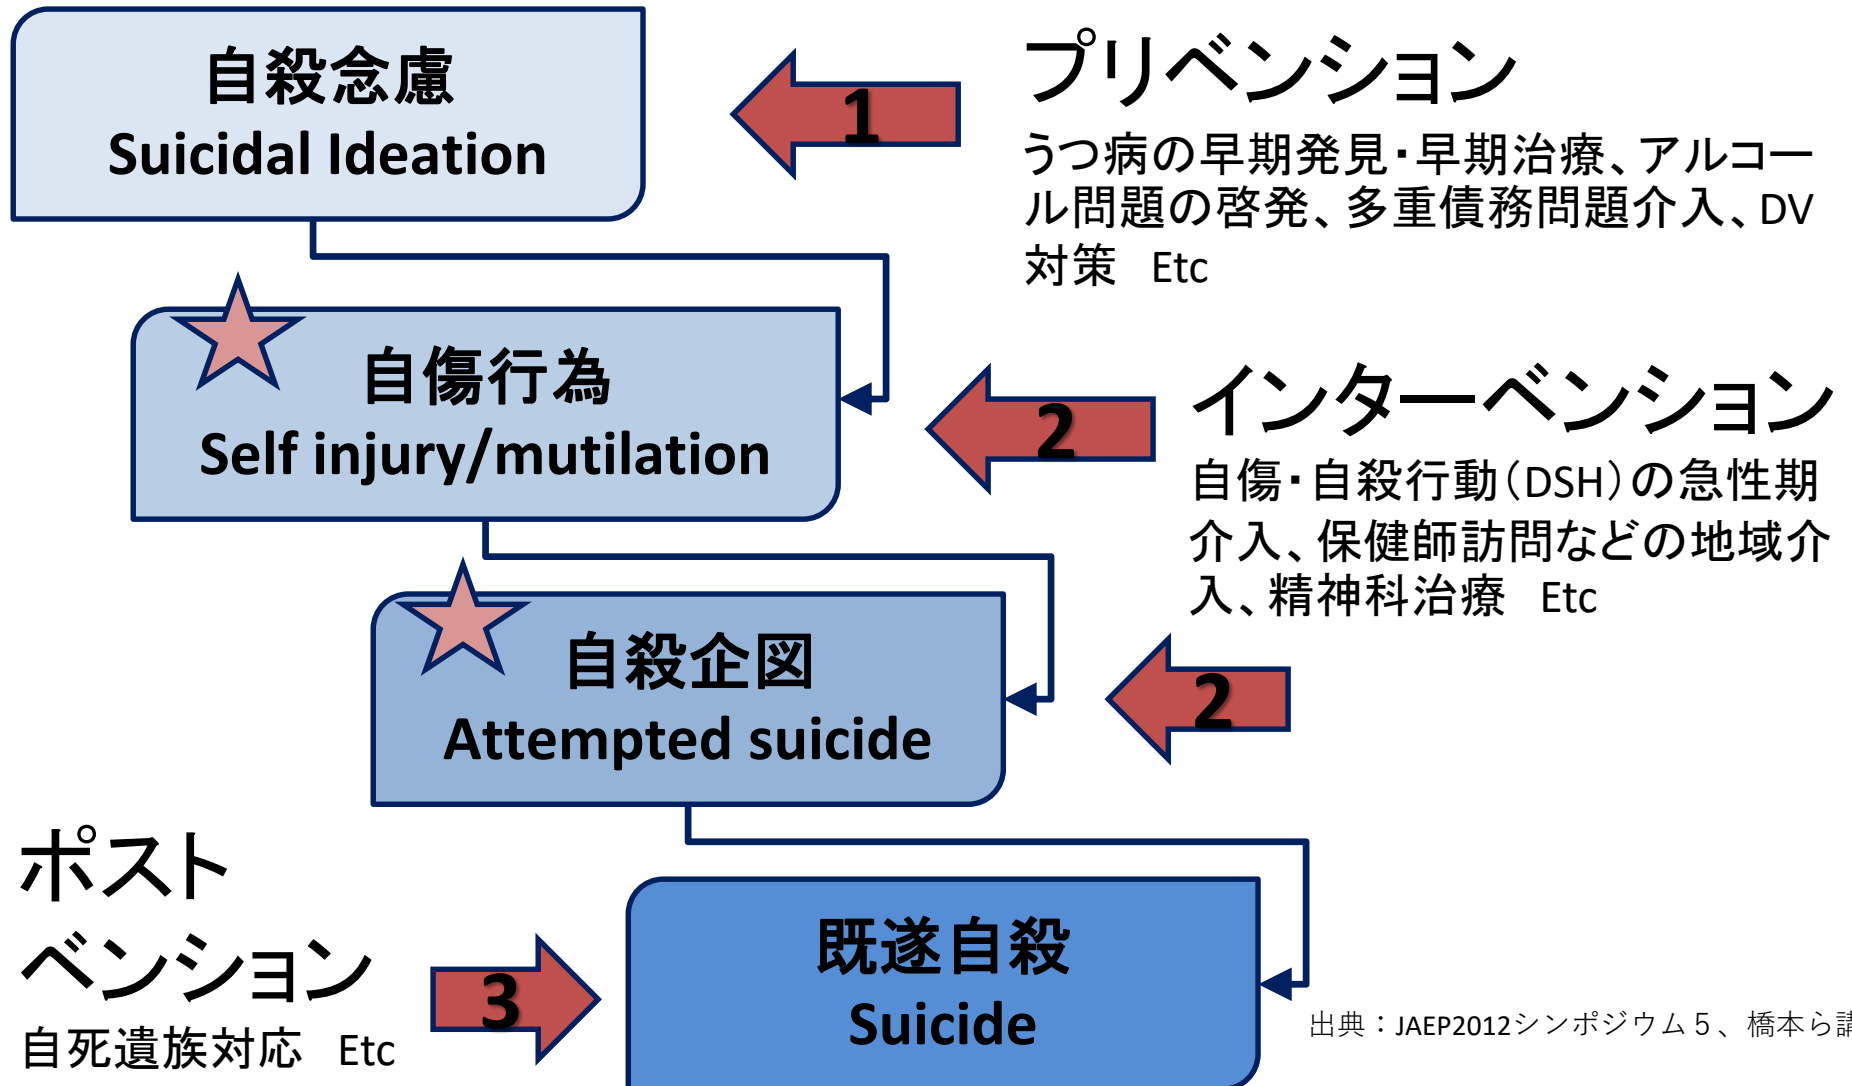 自殺念慮
Suicidal Ideation
1
プリベンション
うつ病の早期発見・早期治療、アルコー
ル問題の啓発、多重債務問題介入、DV
対策 Etc
自傷行為
Self injury/mutilation
2
インターベンション
自傷・自殺行動（DSH）の急性期
介入、保健師訪問などの地域介
入、精神科治療 Etc
自殺企図
Attempted suicide
2
ポスト
ベンション
自死遺族対応 Etc
3
既遂自殺
Suicide
出典：JAEP2012シンポジウム５、橋本ら講